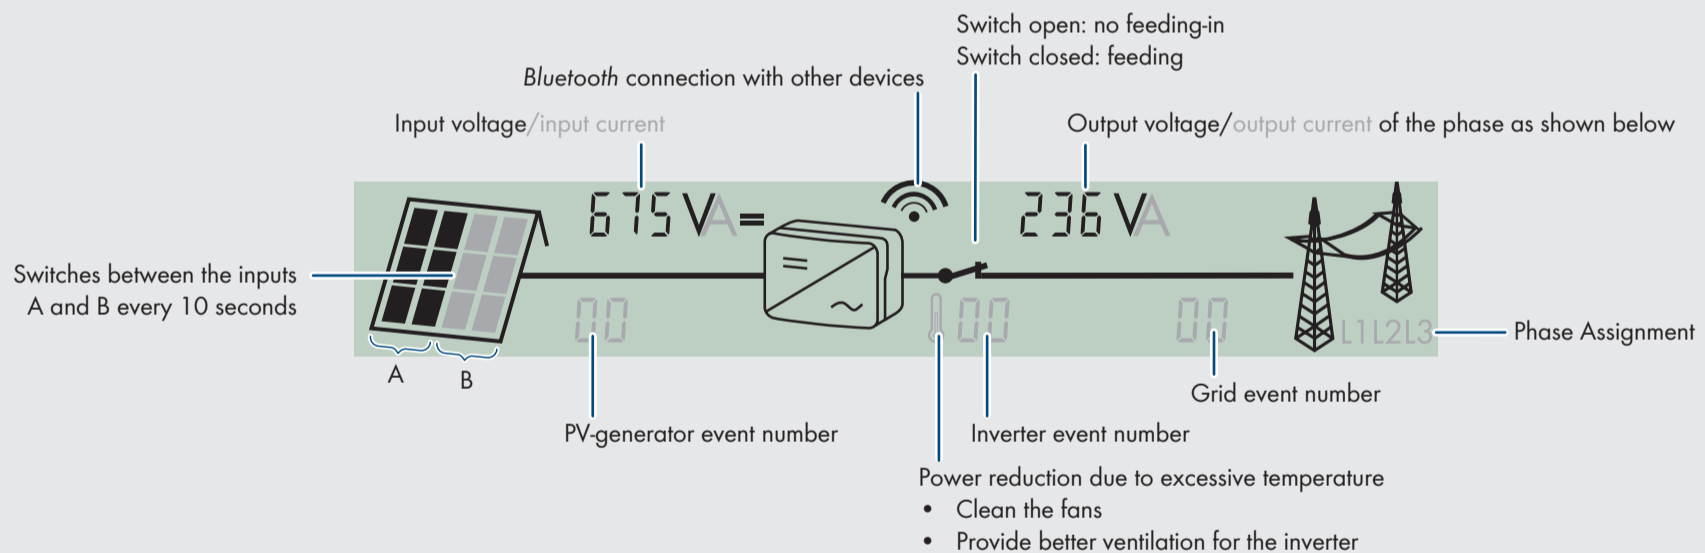 Switch open: no feeding-in
Switch closed: feeding
Bluetooth connection with other devices
Input voltage/input current
Output voltage/output current of the phase as shown below
675 VA=
236 VA
Switches between the inputs
A and B every 10 seconds
00
00
00
L1L2L3
Phase Assignment
A
B
Grid event number
PV-generator event number
Inverter event number
Power reduction due to excessive temperature
• Clean the fans
• Provide better ventilation for the inverter